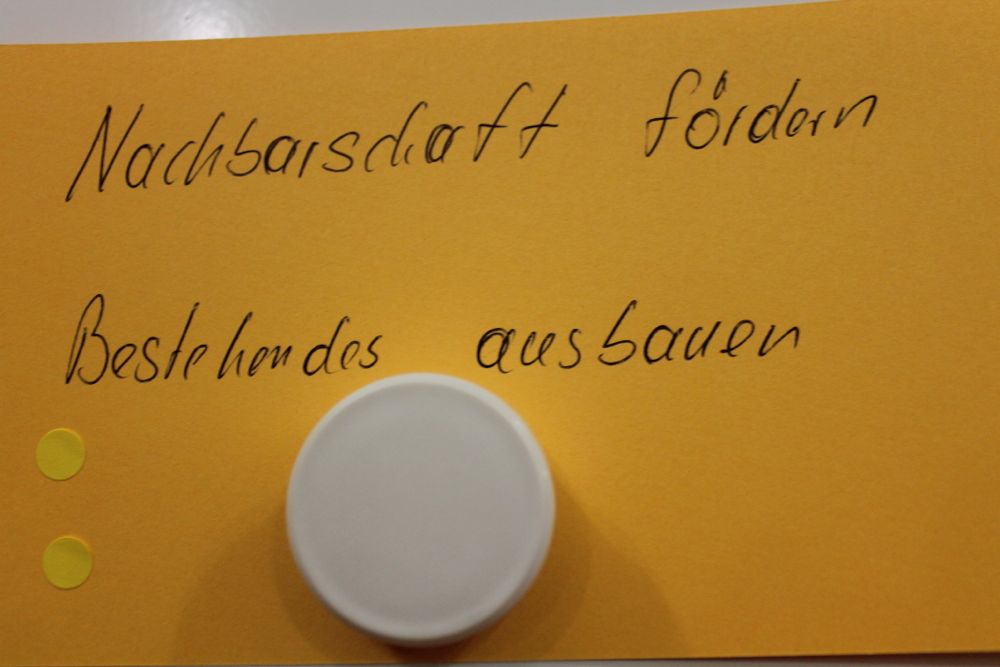 Nachbarschaft fördern
Bestehendes ausbauen